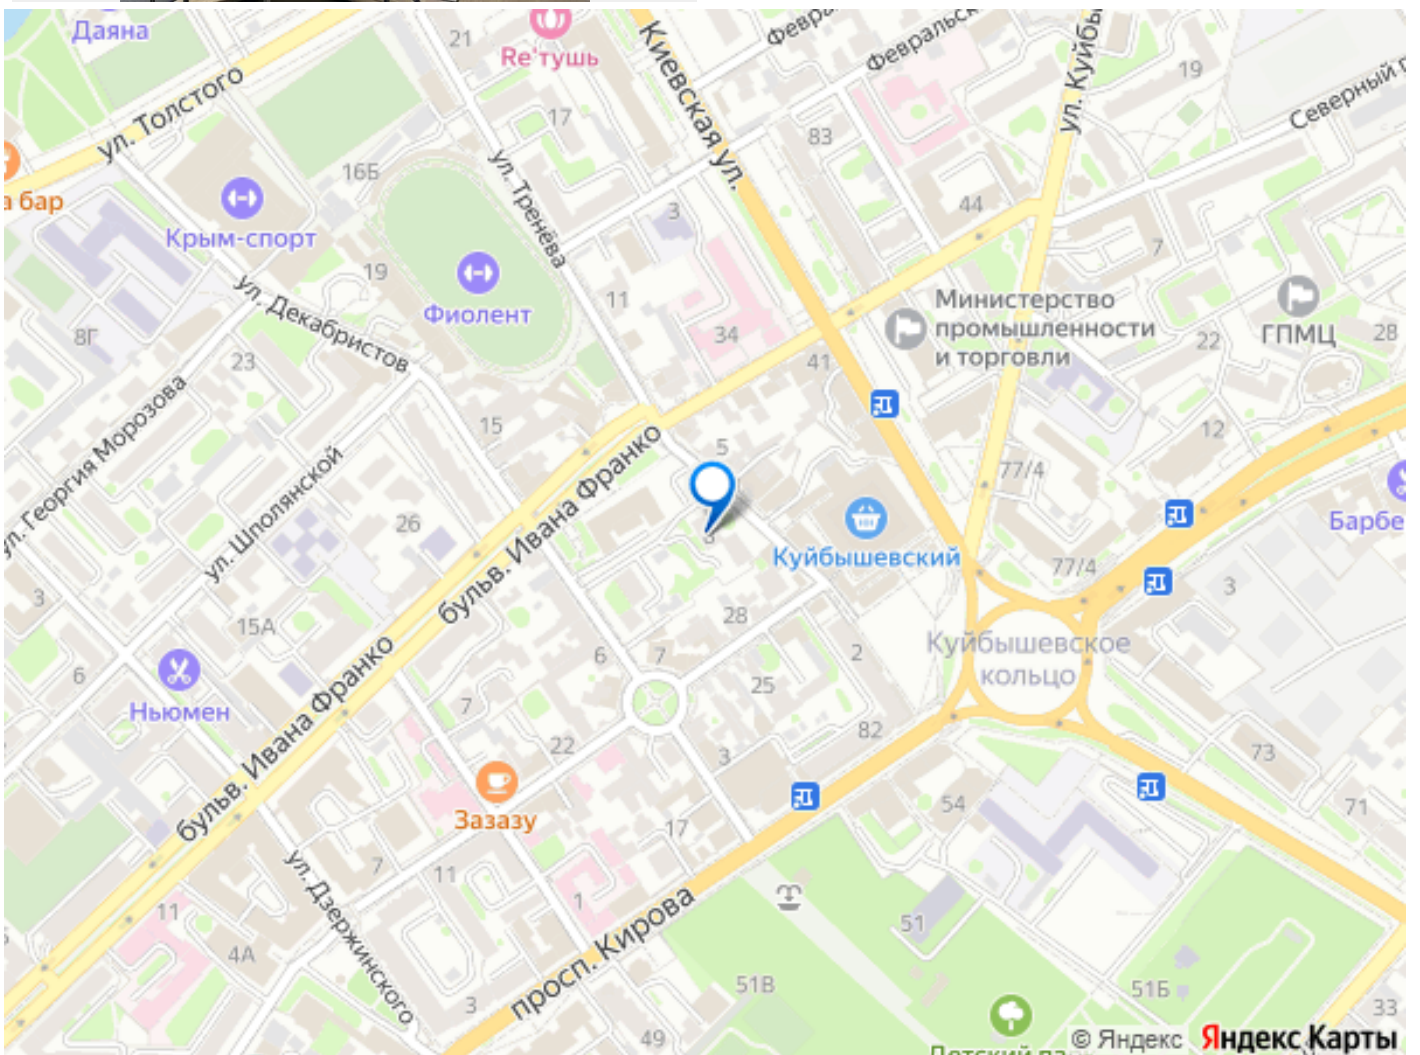 Даяна
21
Re'тушь
Киевская ул.
Февральск
ул. Куйбы
19
Северный п
ул. Толстого
17
83
16Б
ул. Тренёва
а бар
Крым-спорт
3
44
7
19
Фиолент
11
Министерство
промышленности
и торговли
ГПМЦ
ул. Декабристов
8Г
23
34
41
22
28
ул. Георгия Морозова
15
5
12
ул. Шполянской
бульв. Ивана Франко
77/4
26
3
Куйбышевский
Барбе
77/4
3
3
15А
28
Куйбышевское
кольцо
6
6
7
2
25
Ньюмен
7
бульв. Ивана Франко
22
3
82
73
Зазазу
54
71
17
ул. Дзержинского
7
11
1
11
51
просп. Кирова
4А
51В
51Б
3
49
33
© Яндекс
Яндекс Карты